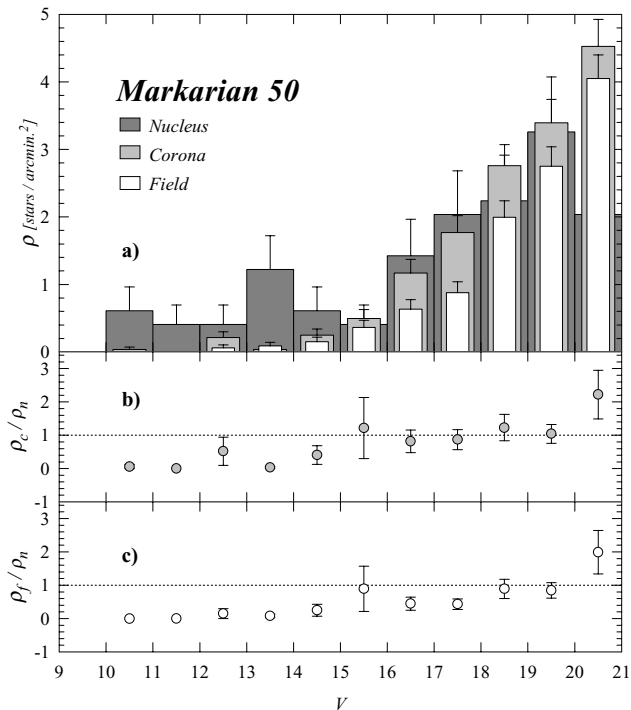 5
4
3
2
1
0
ρ [stars / arcmin.²]
Markarian 50
Nucleus
Corona
Field
a)
3
2
1
0
-1
ρc / ρn
b)
3
2
1
0
-1
ρf / ρn
c)
9 10 11 12 13 14 15 16 17 18 19 20 21
V